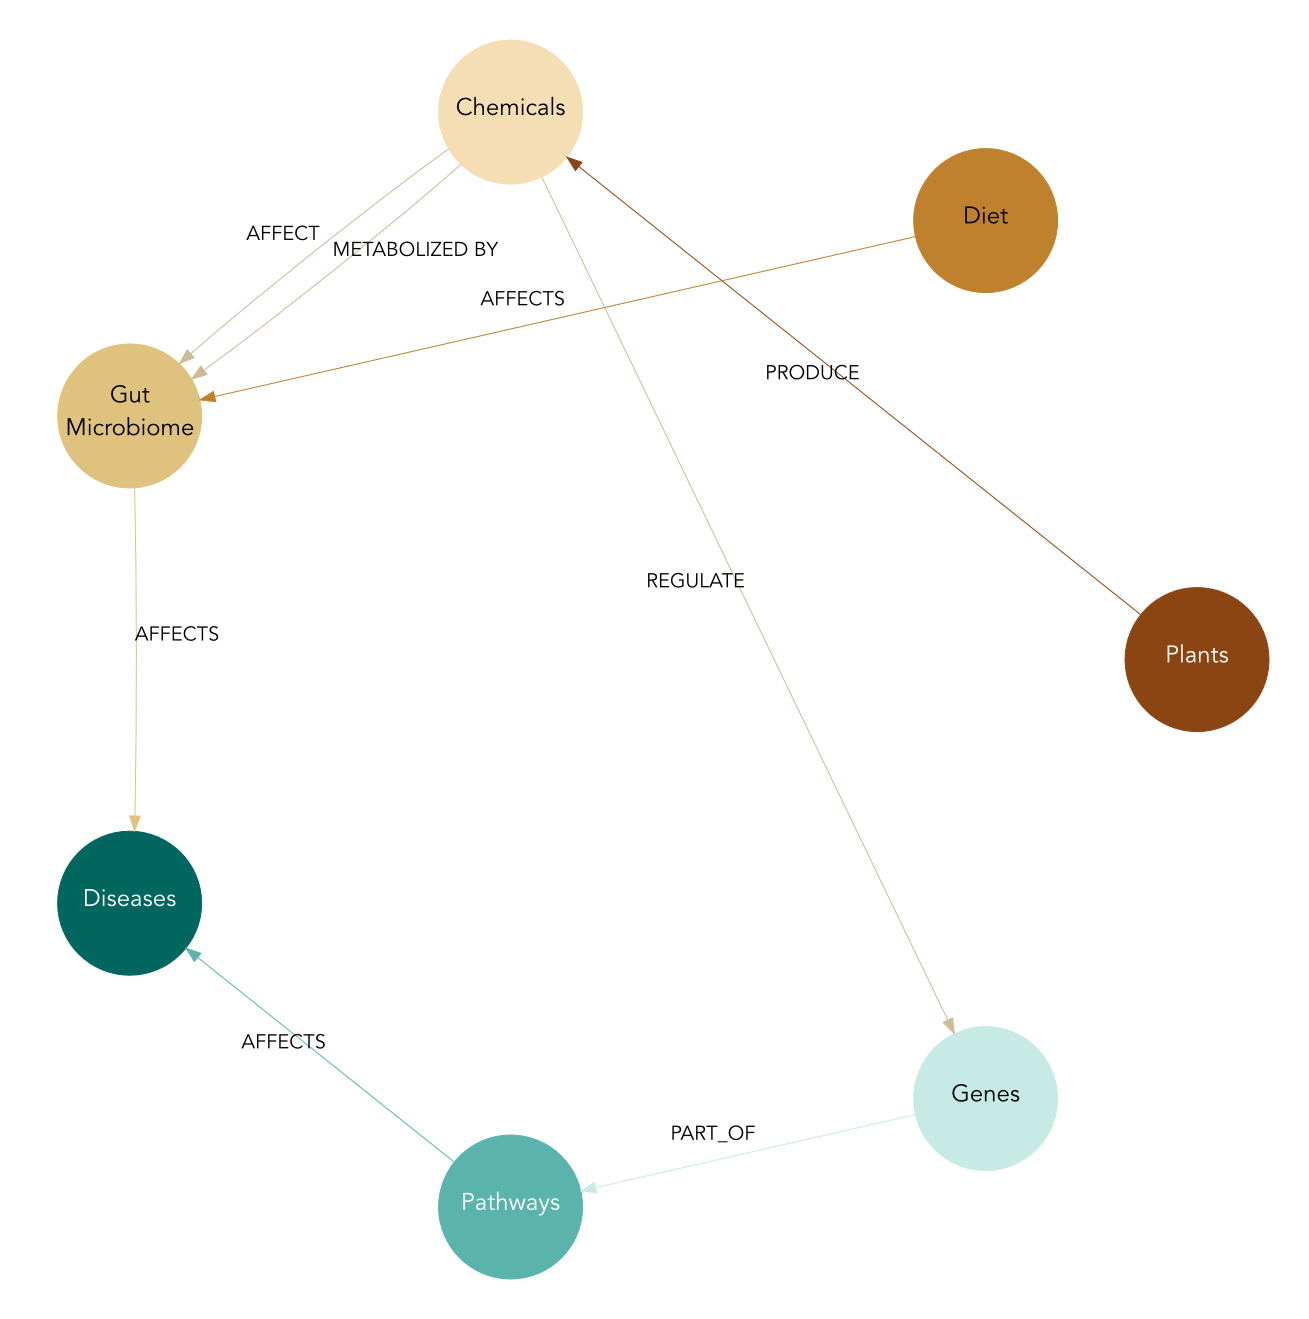 Chemicals
Diet
AFFECT
METABOLIZED BY
AFFECTS
PRODUCE
Gut
Microbiome
REGULATE
AFFECTS
Plants
Diseases
AFFECTS
Genes
PART_OF
Pathways